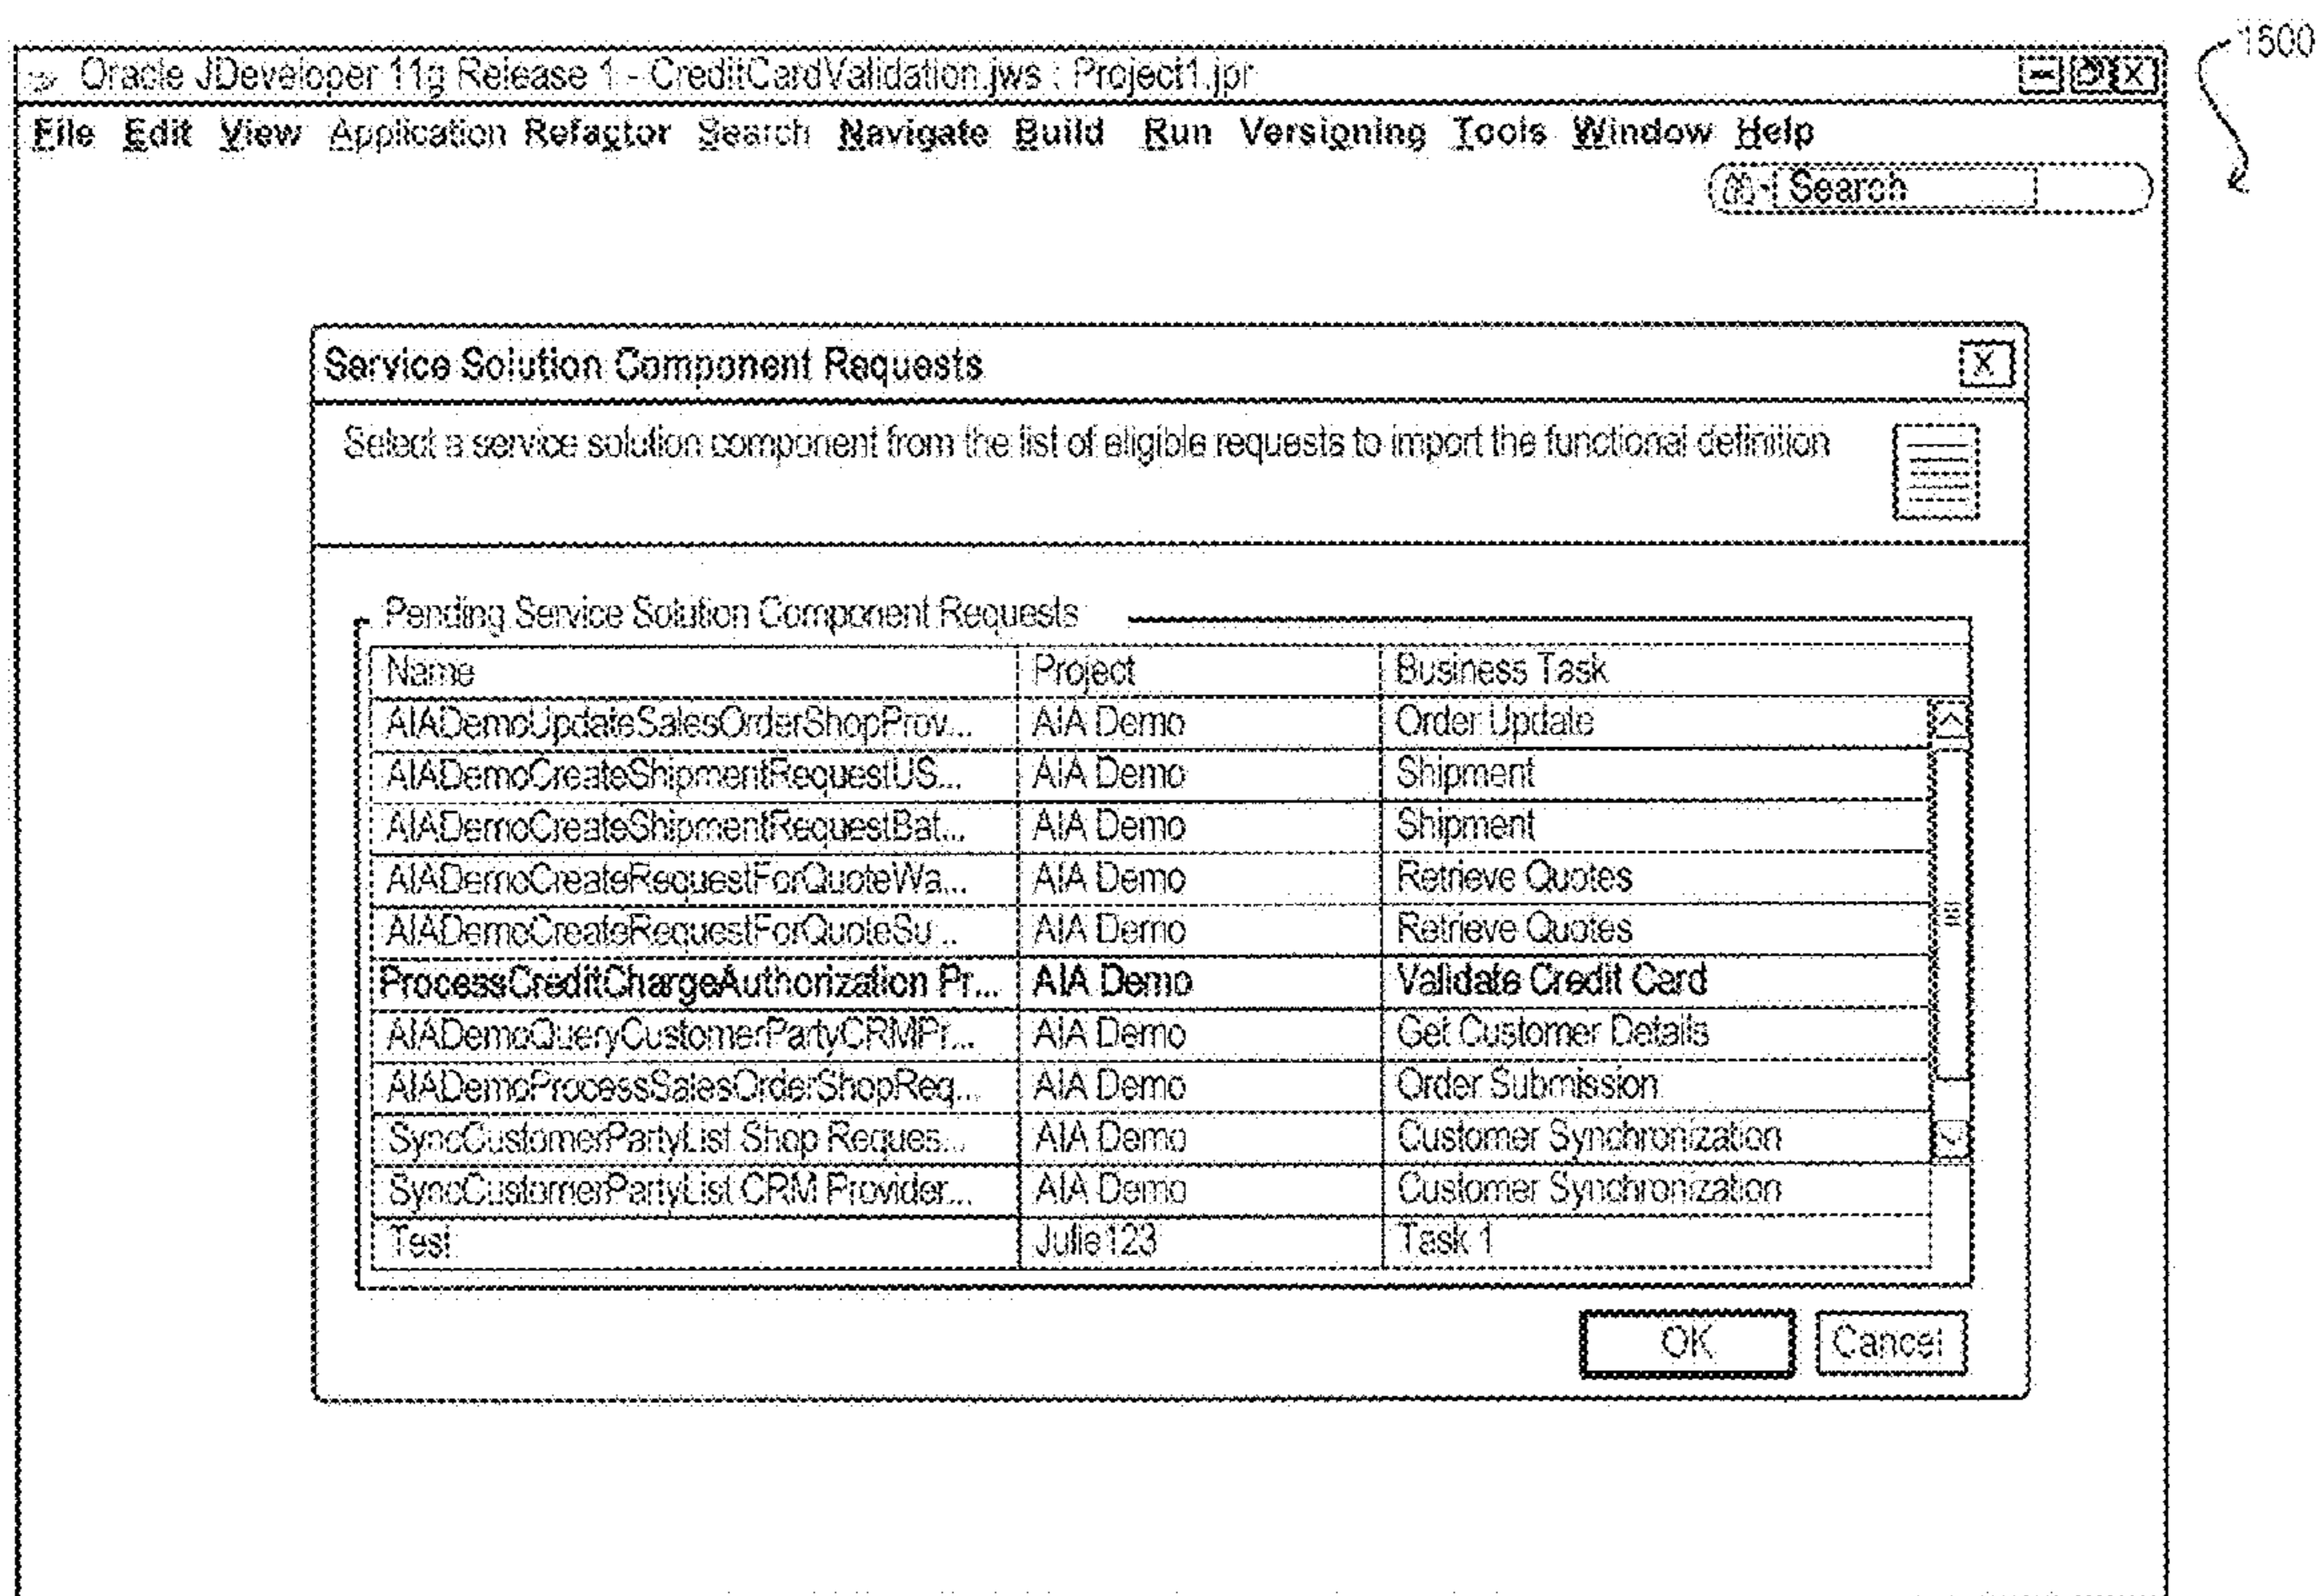 1600
Oracle JDeveloper 11g Release 1 - CreditCardValidation.jws : Project1.jpr
File Edit View Application Refactor Search Navigate Build Run Versioning Tools Window Help
Search
Service Solution Component Requests
X
Select a service solution component from the list of eligible requests to import the functional definition
Pending Service Solution Component Requests
Name Project Business Task
AIADemoUpdateSalesOrderShopProv... AIA Demo Order Update
AIADemoCreateShipmentRequestUS... AIA Demo Shipment
AIADemoCreateShipmentRequestBat... AIA Demo Shipment
AIADemoCreateRequestForQuoteWa... AIA Demo Retrieve Quotes
AIADemoCreateRequestForQuoteSu... AIA Demo Retrieve Quotes
ProcessCreditChargeAuthorization Pr... AIA Demo Validate Credit Card
AIADemoQueryCustomerPartyCRMPr... AIA Demo Get Customer Details
AIADemoProcessSalesOrderShopReq... AIA Demo Order Submission
SyncCustomerPartyList Shop Reques... AIA Demo Customer Synchronization
SyncCustomerPartyList CRM Provider... AIA Demo Customer Synchronization
Test Julie123 Task 1
OK Cancel